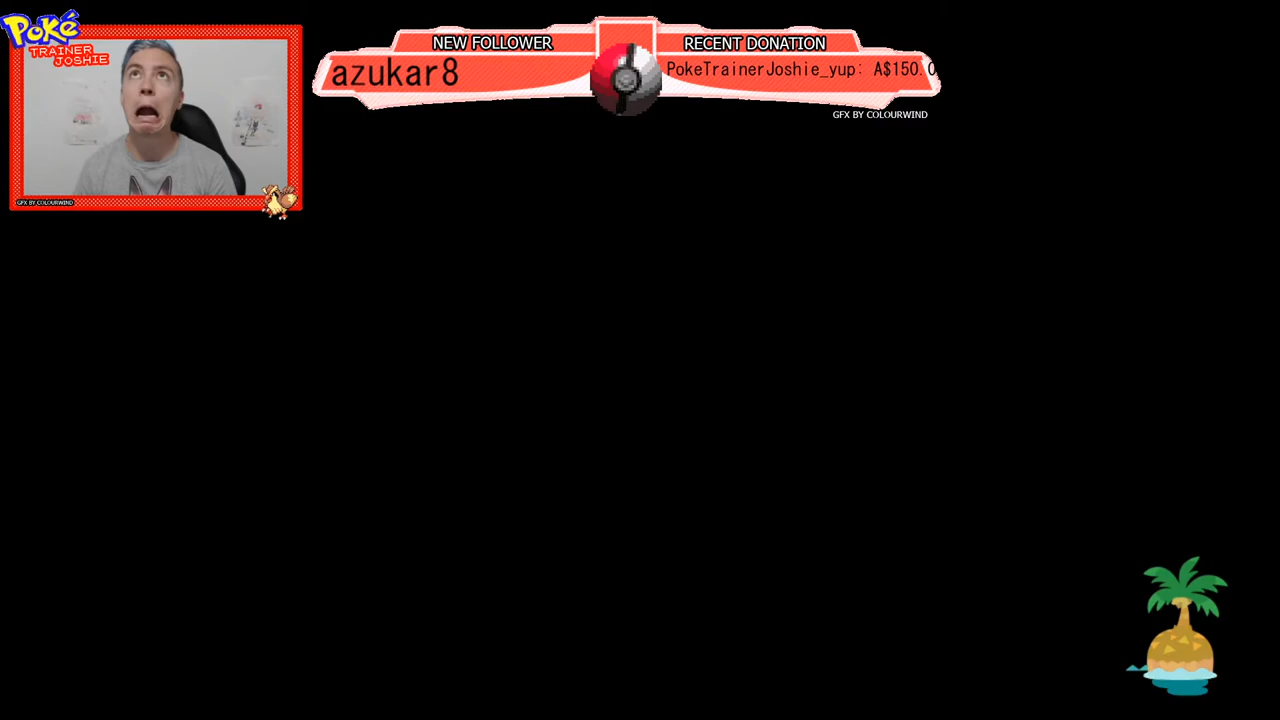 Poké
TRAINER
JOSHIE
GFX BY COLOURWIND
NEW FOLLOWER
azukar8
RECENT DONATION
PokeTrainerJoshie_yup: A$150.0
GFX BY COLOURWIND